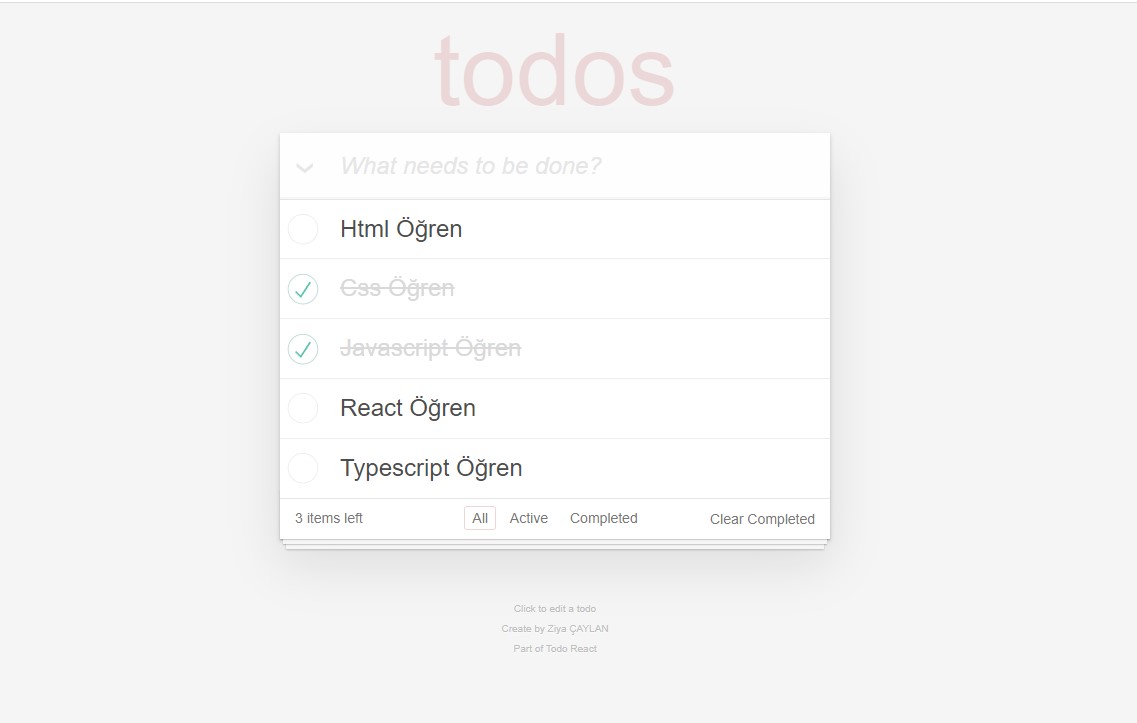 todos
What needs to be done?
Html Öğren
Css Öğren
Javascript Öğren
React Öğren
Typescript Öğren
3 items left All Active Completed Clear Completed
Click to edit a todo
Create by Ziya ÇAYLAN
Part of Todo React